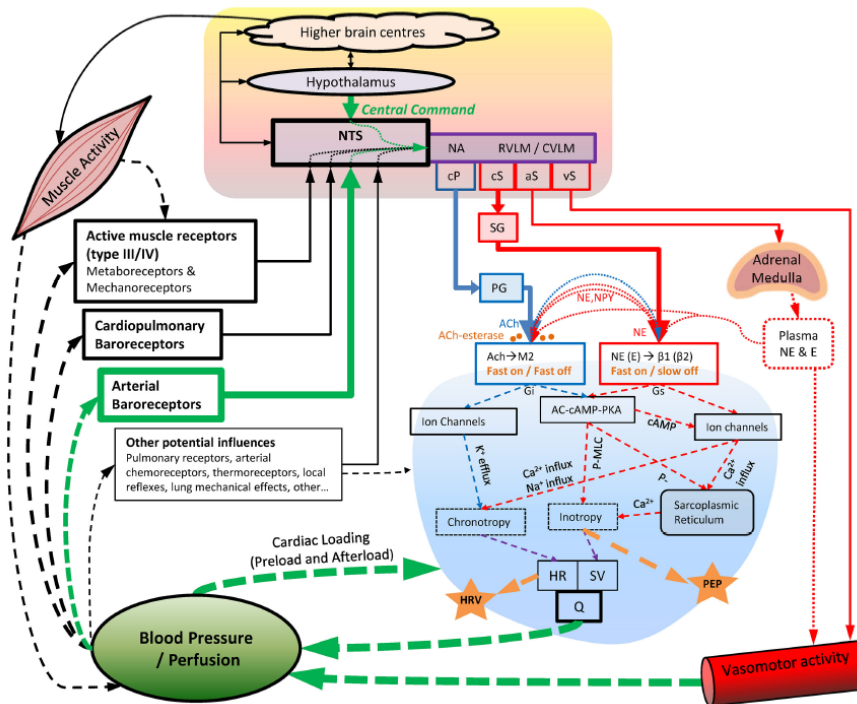 Higher brain centres
Hypothalamus
Central Command
NTS
NA RVLM / CVLM
cP cS aS vS
Muscle Activity
SG
Active muscle receptors
(type III/IV)
Metaboreceptors &
Mechanoreceptors
Adrenal
Medulla
PG
NE,NPY
ACh
NE
ACh-esterase
Plasma
NE & E
Cardiopulmonary
Baroreceptors
Ach→M2
Fast on / Fast off
NE (E) → β1 (β2)
Fast on / slow off
Arterial
Baroreceptors
Gi
Gs
Ion Channels
AC-cAMP-PKA
cAMP
Ion channels
Other potential influences
Pulmonary receptors, arterial
chemoreceptors, thermoreceptors, local
reflexes, lung mechanical effects, other…
K⁺ efflux
Ca²⁺ influx
Na⁺ influx
P-MLC
P-
Ca²⁺
influx
Chronotropy
Inotropy
Ca²⁺
Sarcoplasmic
Reticulum
Cardiac Loading
(Preload and Afterload)
HR SV
HRV
PEP
Q
Blood Pressure
/ Perfusion
Vasomotor activity